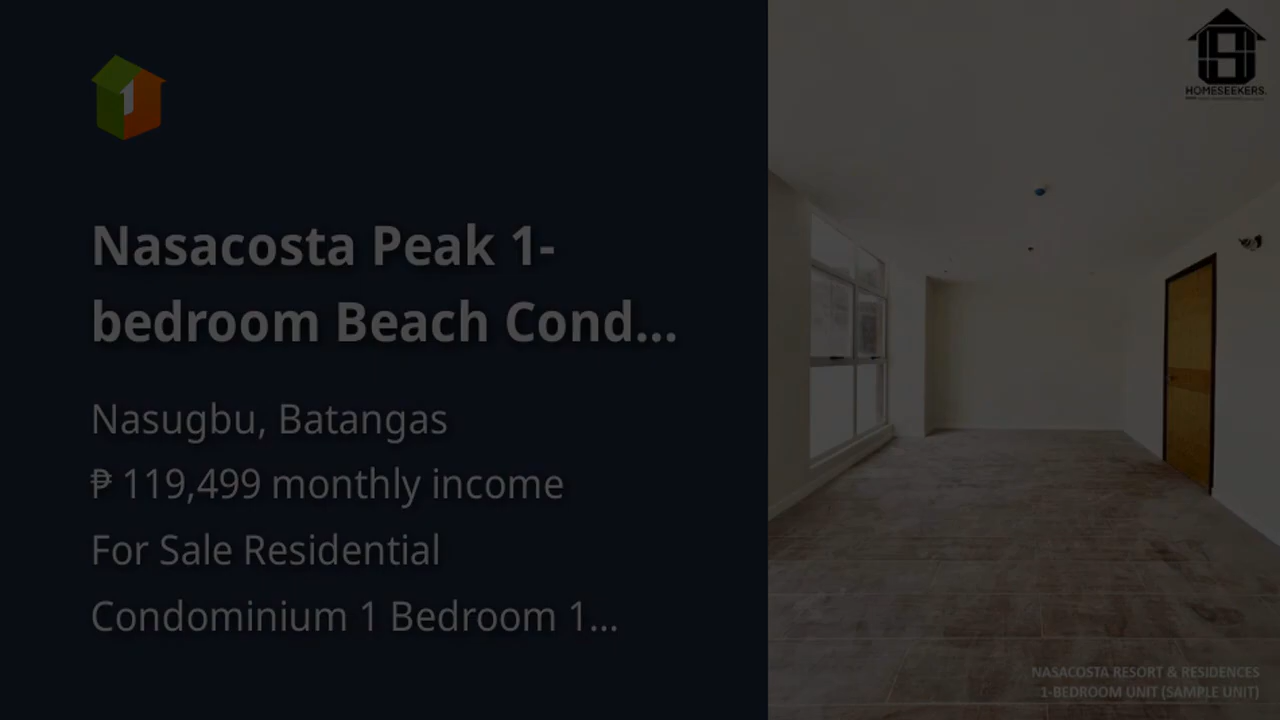 Nasacosta Peak 1-
bedroom Beach Cond...
Nasugbu, Batangas
₱ 119,499 monthly income
For Sale Residential
Condominium 1 Bedroom 1...
HOMESEEKERS.
NASACOSTA RESORT & RESIDENCES
1-BEDROOM UNIT (SAMPLE UNIT)